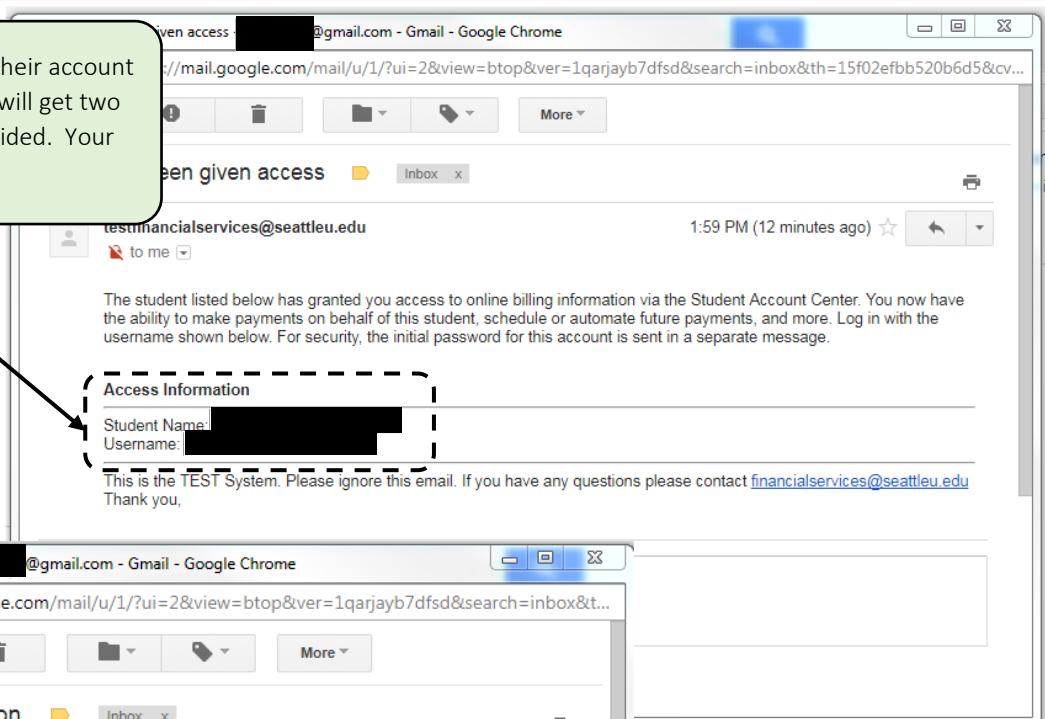 iven access - @gmail.com - Gmail - Google Chrome
heir account
will get two
ided. Your
://mail.google.com/mail/u/1/?ui=2&view=btop&ver=1qarjayb7dfsd&search=inbox&th=15f02efbb520b6d5&cv...
More
een given access Inbox x
testfinancialservices@seattleu.edu 1:59 PM (12 minutes ago)
to me
The student listed below has granted you access to online billing information via the Student Account Center. You now have
the ability to make payments on behalf of this student, schedule or automate future payments, and more. Log in with the
username shown below. For security, the initial password for this account is sent in a separate message.
Access Information
Student Name:
Username:
This is the TEST System. Please ignore this email. If you have any questions please contact financialservices@seattleu.edu
Thank you,
@gmail.com - Gmail - Google Chrome
e.com/mail/u/1/?ui=2&view=btop&ver=1qarjayb7dfsd&search=inbox&t...
More
on Inbox x